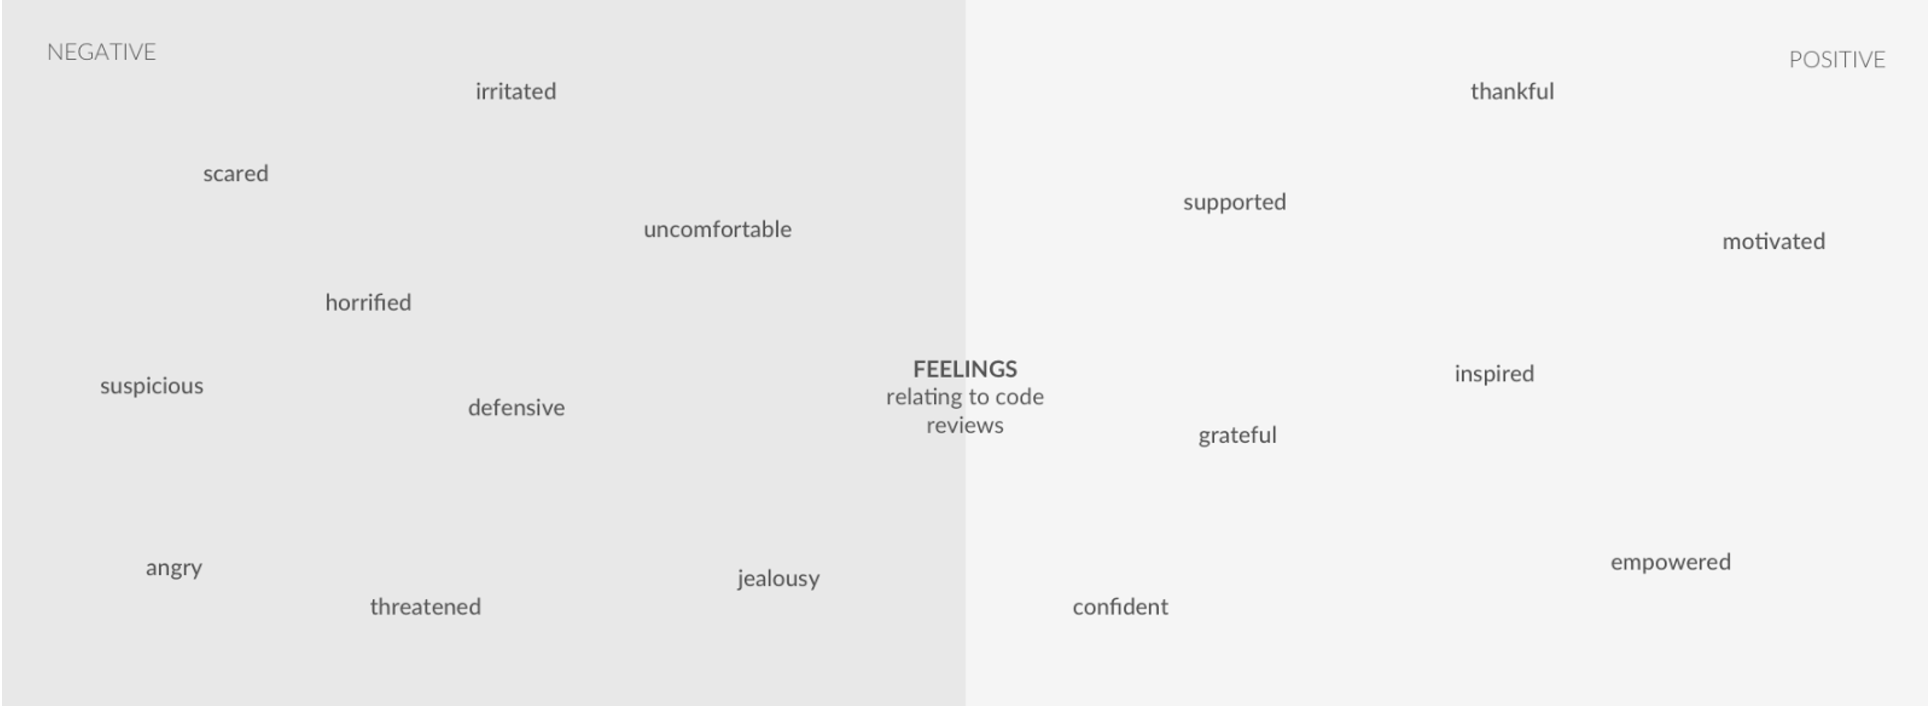 NEGATIVE
POSITIVE
irritated
thankful
scared
supported
uncomfortable
motivated
horrified
FEELINGS
relating to code
reviews
inspired
suspicious
defensive
grateful
angry
empowered
jealousy
threatened
confident